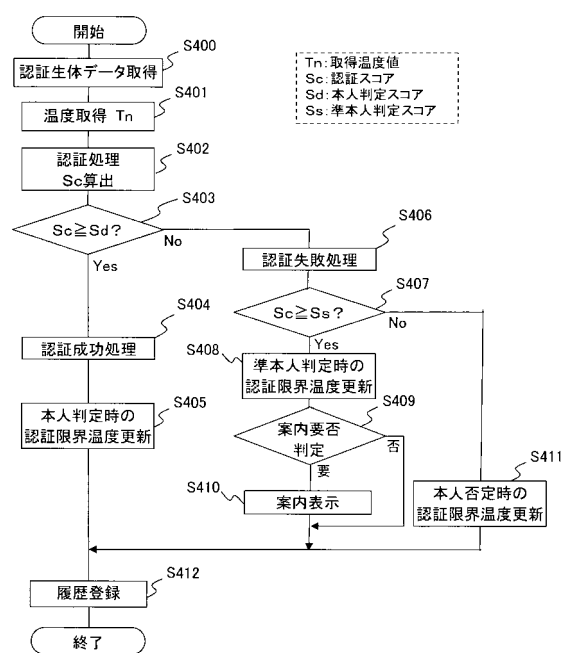 開始
S400
認証生体データ取得
S401
温度取得 Tn
S402
認証処理
Sc算出
S403
Sc≧Sd?
No
Yes
Tn:取得温度値
Sc:認証スコア
Sd:本人判定スコア
Ss:準本人判定スコア
S404
認証成功処理
S405
本人判定時の
認証限界温度更新
S406
認証失敗処理
S407
Sc≧Ss?
No
Yes
S408
準本人判定時の
認証限界温度更新
S409
案内要否
判定
否
要
S410
案内表示
S411
本人否定時の
認証限界温度更新
S412
履歴登録
終了